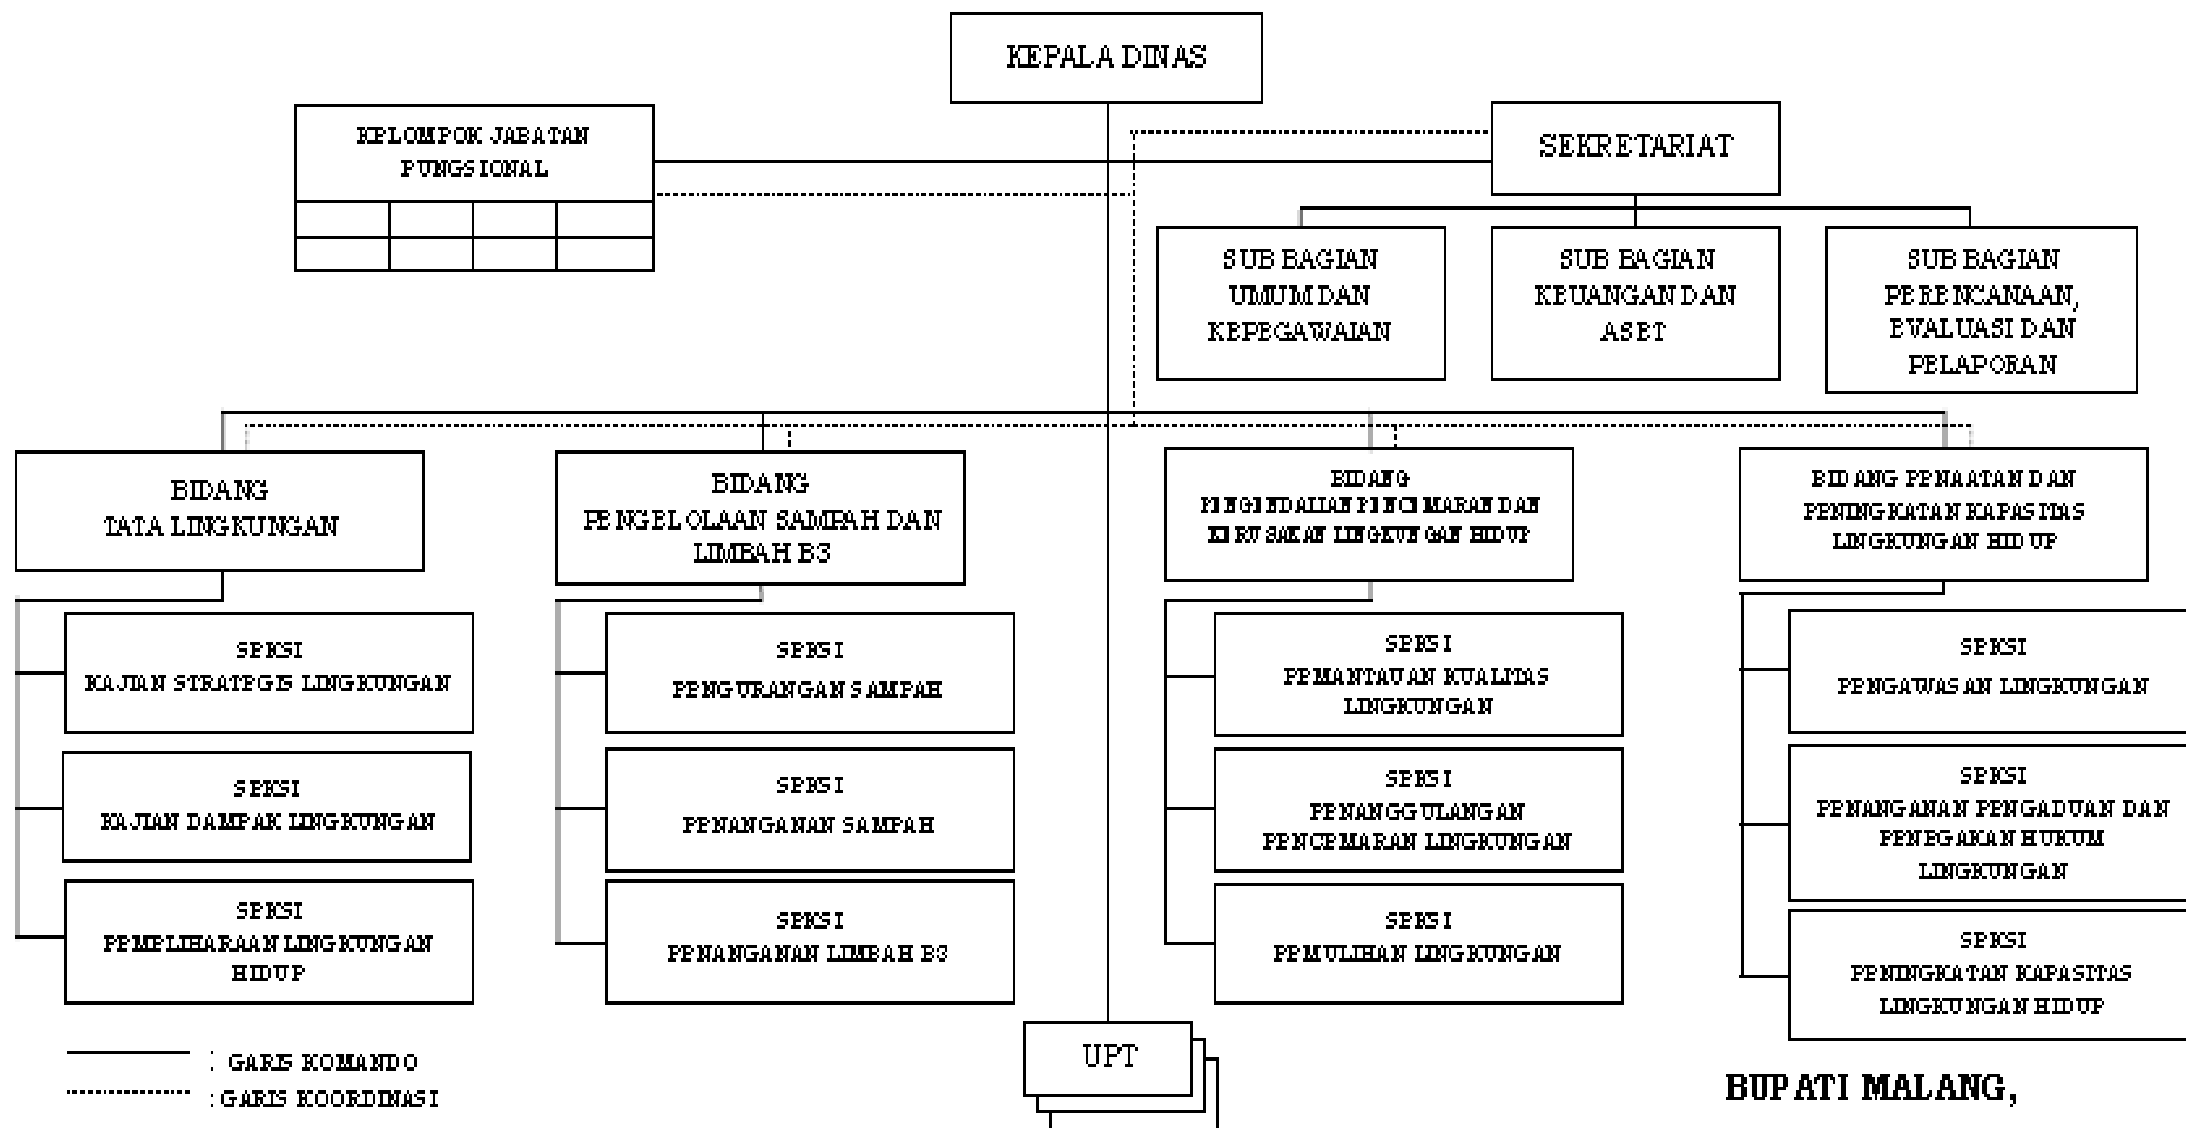 KEPALA DINAS
KELOMPOK JABATAN
FUNGSIONAL
SEKRETARIAT
SUB BAGIAN
UMUM DAN
KEPEGAWAIAN
SUB BAGIAN
KEUANGAN DAN
ASET
SUB BAGIAN
PERENCANAAN,
EVALUASI DAN
PELAPORAN
BIDANG
TATA LINGKUNGAN
BIDANG
PENGELOLAAN SAMPAH DAN
LIMBAH B3
BIDANG
PENGENDALIAN PENCEMARAN DAN
KERUSAKAN LINGKUNGAN HIDUP
BIDANG PENAATAN DAN
PENINGKATAN KAPASITAS
LINGKUNGAN HIDUP
SEKSI
KAJIAN STRATEGIS LINGKUNGAN
SEKSI
KAJIAN DAMPAK LINGKUNGAN
SEKSI
PEMELIHARAAN LINGKUNGAN
HIDUP
SEKSI
PENGURANGAN SAMPAH
SEKSI
PENANGANAN SAMPAH
SEKSI
PENANGANAN LIMBAH B3
SEKSI
PEMANTAUAN KUALITAS
LINGKUNGAN
SEKSI
PENANGGULANGAN
PENCEMARAN LINGKUNGAN
SEKSI
PEMULIHAN LINGKUNGAN
SEKSI
PENGAWASAN LINGKUNGAN
SEKSI
PENANGANAN PENGADUAN DAN
PENEGAKAN HUKUM
LINGKUNGAN
SEKSI
PENINGKATAN KAPASITAS
LINGKUNGAN HIDUP
UPT
: GARIS KOMANDO
: GARIS KOORDINASI
BUPATI MALANG,